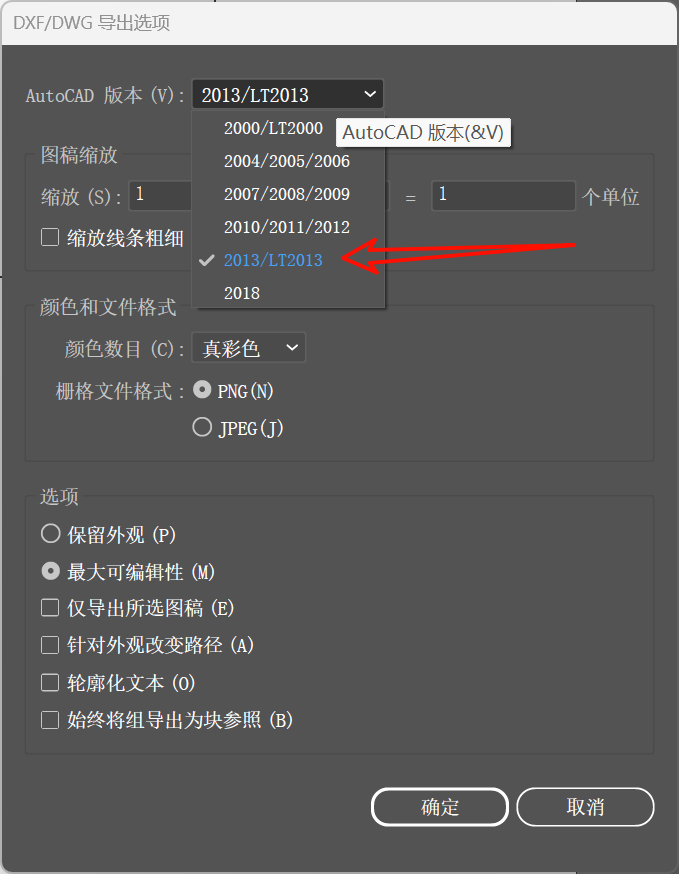 DXF/DWG 导出选项
AutoCAD 版本 (V): 2013/LT2013
2000/LT2000
AutoCAD 版本(&V)
2004/2005/2006
2007/2008/2009
2010/2011/2012
2013/LT2013
2018
图稿缩放
缩放 (S): 1 = 1 个单位
缩放线条粗细
颜色和文件格式
颜色数目 (C): 真彩色
栅格文件格式: PNG(N)
JPEG(J)
选项
保留外观 (P)
最大可编辑性 (M)
仅导出所选图稿 (E)
针对外观改变路径 (A)
轮廓化文本 (O)
始终将组导出为块参照 (B)
确定 取消